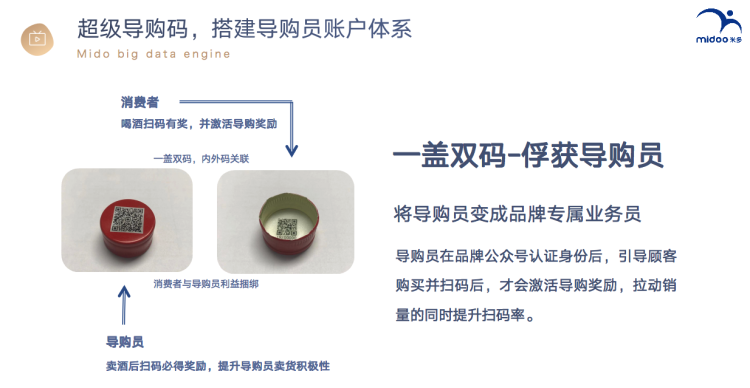 超级导购码，搭建导购员账户体系
Mido big data engine
midoo 米多
消费者
喝酒扫码有奖，并激活导购奖励
一盖双码，内外码关联
消费者与导购员利益捆绑
导购员
卖酒后扫码必得奖励，提升导购员卖货积极性
一盖双码-俘获导购员
将导购员变成品牌专属业务员
导购员在品牌公众号认证身份后，引导顾客
购买并扫码后，才会激活导购奖励，拉动销
量的同时提升扫码率。